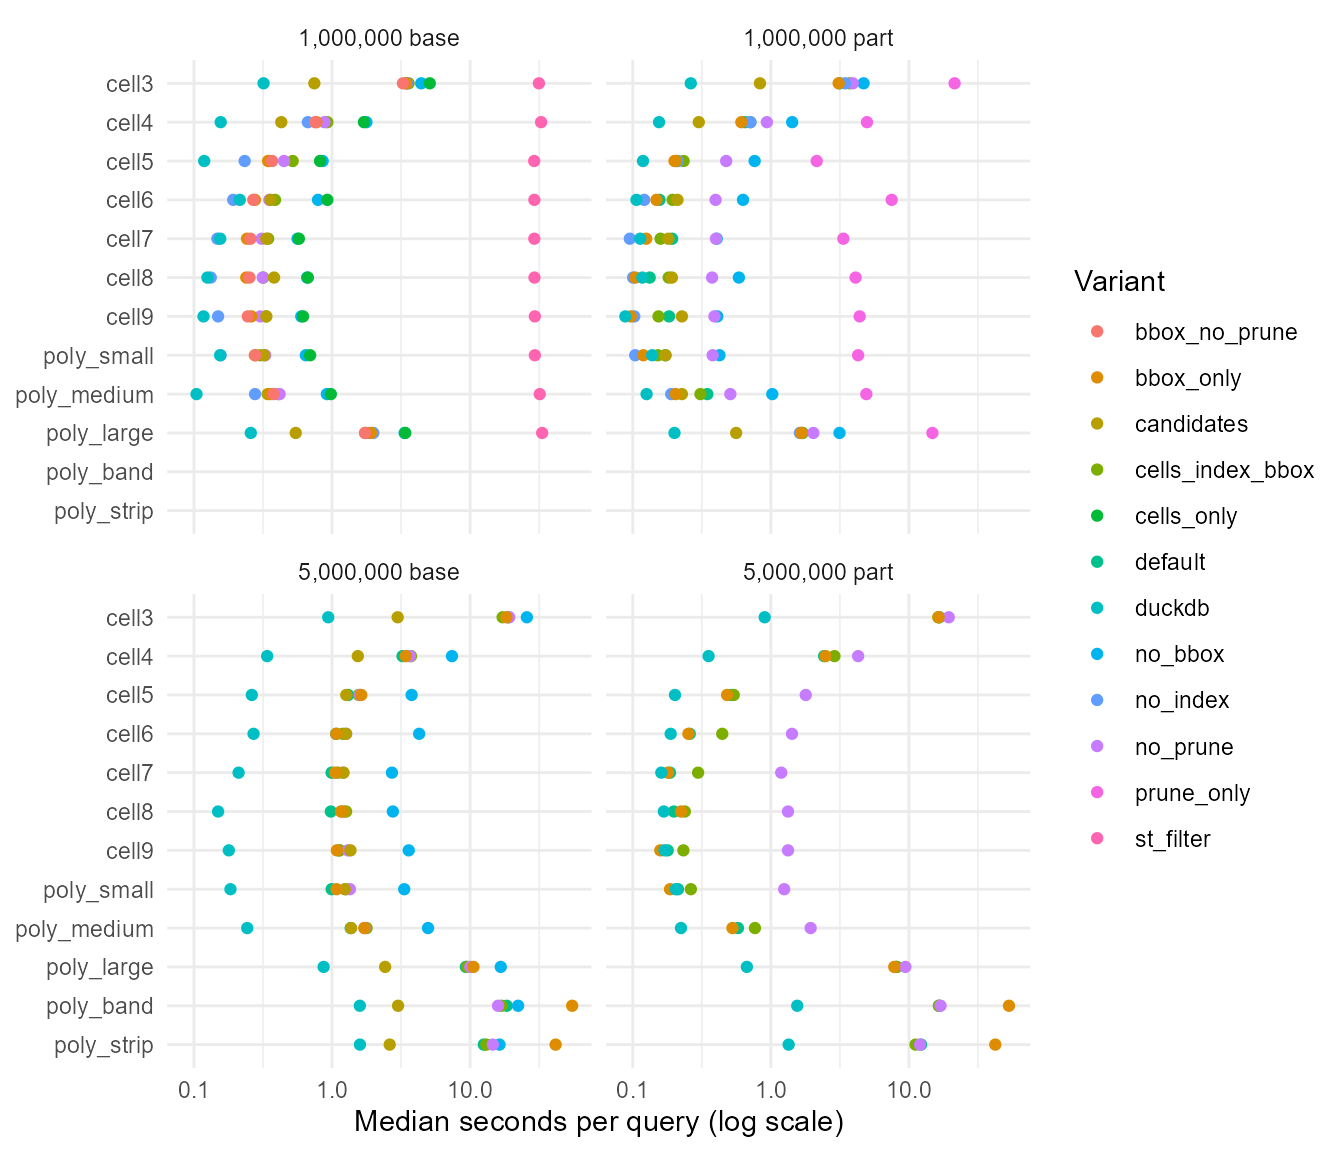 1,000,000 base
1,000,000 part
cell3
cell4
cell5
cell6
cell7
cell8
cell9
poly_small
poly_medium
poly_large
poly_band
poly_strip
5,000,000 base
5,000,000 part
cell3
cell4
cell5
cell6
cell7
cell8
cell9
poly_small
poly_medium
poly_large
poly_band
poly_strip
0.1
1.0
10.0
0.1
1.0
10.0
Median seconds per query (log scale)
Variant
bbox_no_prune
bbox_only
candidates
cells_index_bbox
cells_only
default
duckdb
no_bbox
no_index
no_prune
prune_only
st_filter